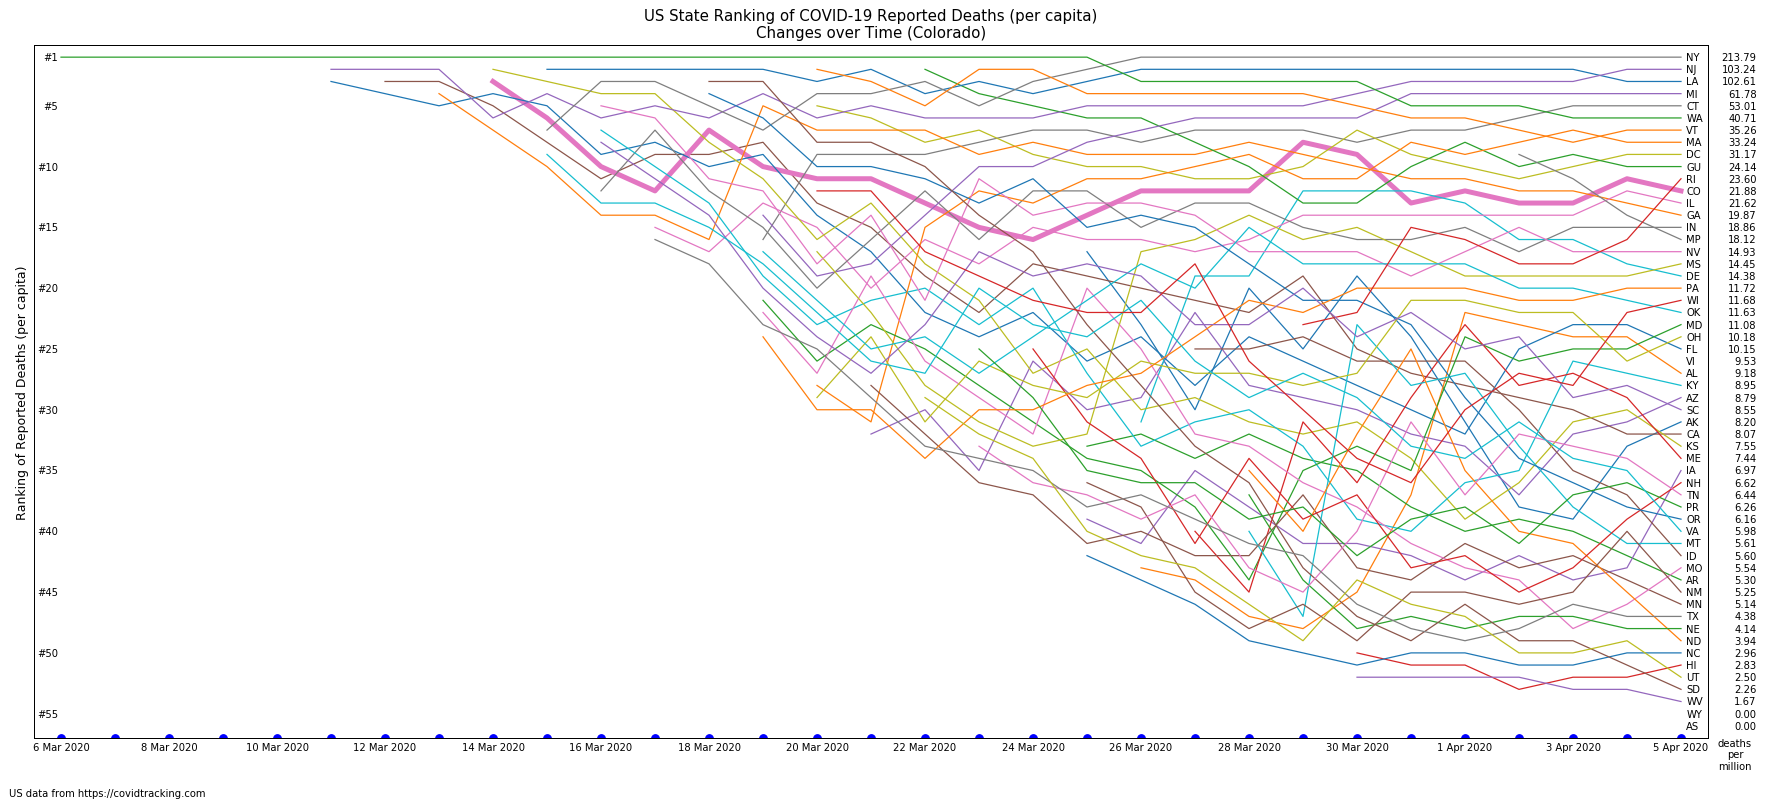 US State Ranking of COVID-19 Reported Deaths (per capita)
Changes over Time (Colorado)
Ranking of Reported Deaths (per capita)
#1
#5
#10
#15
#20
#25
#30
#35
#40
#45
#50
#55
NY 213.79
NJ 103.24
LA 102.61
MI 61.78
CT 53.01
WA 40.71
VT 35.26
MA 33.24
DC 31.17
GU 24.14
RI 23.60
CO 21.88
IL 21.62
GA 19.87
IN 18.86
MP 18.12
NV 14.93
MS 14.45
DE 14.38
PA 11.72
WI 11.68
OK 11.63
MD 11.08
OH 10.18
FL 10.15
VI 9.53
AL 9.18
KY 8.95
AZ 8.79
SC 8.55
AK 8.20
CA 8.07
KS 7.55
ME 7.44
IA 6.97
NH 6.62
TN 6.44
PR 6.26
OR 6.16
VA 5.98
MT 5.61
ID 5.60
MO 5.54
AR 5.30
NM 5.25
MN 5.14
TX 4.38
NE 4.14
ND 3.94
NC 2.96
HI 2.83
UT 2.50
SD 2.26
WV 1.67
WY 0.00
AS 0.00
6 Mar 2020 8 Mar 2020 10 Mar 2020 12 Mar 2020 14 Mar 2020 16 Mar 2020 18 Mar 2020 20 Mar 2020 22 Mar 2020 24 Mar 2020 26 Mar 2020 28 Mar 2020 30 Mar 2020 1 Apr 2020 3 Apr 2020 5 Apr 2020
deaths
per
million
US data from https://covidtracking.com